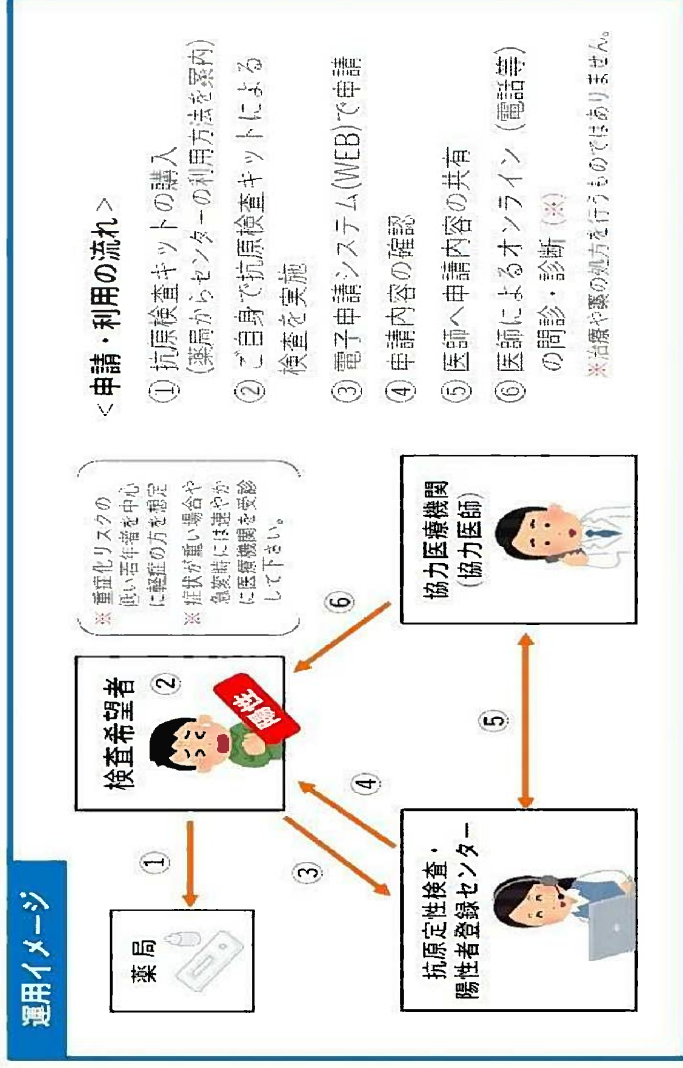 運用イメージ
薬局
①
検査希望者
②
陽性
※ 重症化リスクの
低い若年者を中心
に軽症の方を想定
※ 症状が重い場合や
急変時には速やか
に医療機関を受診
して下さい。
③
④
⑥
抗原定性検査・
陽性者登録センター
⑤
協力医療機関
(協力医師)
＜申請・利用の流れ＞
① 抗原検査キットの購入
(薬局からセンターの利用方法を案内)
② ご自身で抗原検査キットによる
検査を実施
③ 電子申請システム(WEB)で申請
④ 申請内容の確認
⑤ 医師へ申請内容の共有
⑥ 医師によるオンライン（電話等）
の問診・診断（※）
※治療や薬の処方を行うものではありません。